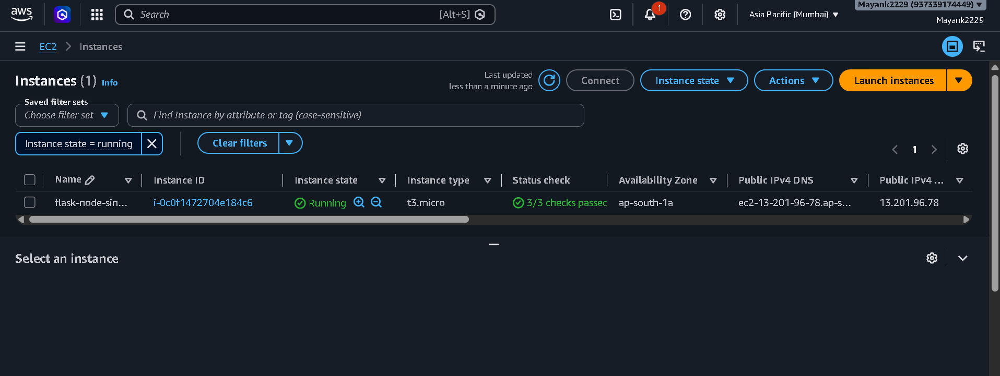 aws
Search [Alt+S]
1
Asia Pacific (Mumbai)
Mayank2229 (937339174449)
Mayank2229
EC2 Instances
Instances (1) Info
Last updated
less than a minute ago
Connect
Instance state
Actions
Launch instances
Saved filter sets
Choose filter set
Find Instance by attribute or tag (case-sensitive)
Instance state = running
Clear filters
1
Name Instance ID Instance state Instance type Status check Availability Zone Public IPv4 DNS Public IPv4 ...
flask-node-sin... i-0c0f1472704e184c6 Running t3.micro 3/3 checks passec ap-south-1a ec2-13-201-96-78.ap-s... 13.201.96.78
Select an instance